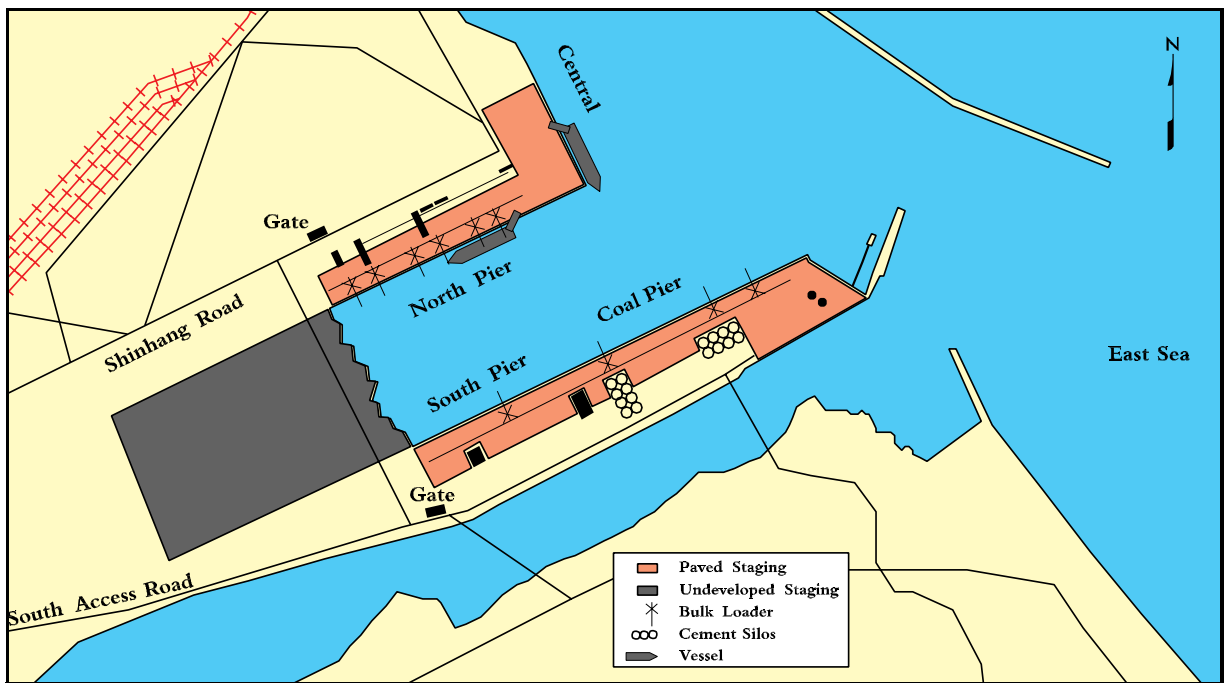 N
Central
Gate
North Pier
Shinhang Road
Coal Pier
South Pier
East Sea
Gate
South Access Road
Paved Staging
Undeveloped Staging
Bulk Loader
Cement Silos
Vessel